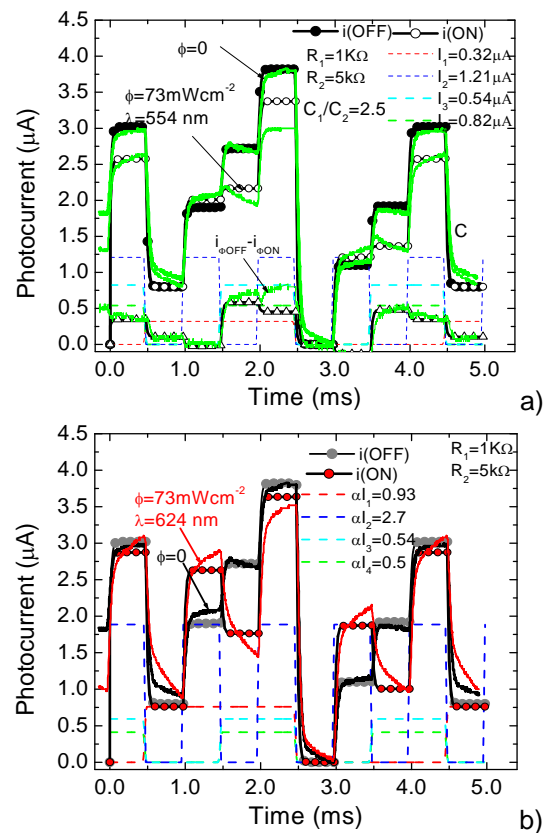 i(OFF) i(ON)
ϕ=0
R₁=1KΩ I₁=0.32μA
R₂=5kΩ I₂=1.21μA
ϕ=73mWcm⁻²
λ=554 nm
C₁/C₂=2.5
I₃=0.54μA
=0.82μA
C
iΦOFF-iΦON
4.5
4.0
3.5
3.0
2.5
2.0
1.5
1.0
0.5
0.0
Photocurrent (μA)
0.0 1.0 2.0 3.0 4.0 5.0
Time (ms)
a)
i(OFF) R₁=1KΩ
i(ON) R₂=5kΩ
ϕ=73mWcm⁻²
λ=624 nm
ϕ=0
αI₁=0.93
αI₂=2.7
αI₃=0.54
αI₄=0.5
4.5
4.0
3.5
3.0
2.5
2.0
1.5
1.0
0.5
0.0
Photocurrent (μA)
0.0 1.0 2.0 3.0 4.0 5.0
Time (ms)
b)